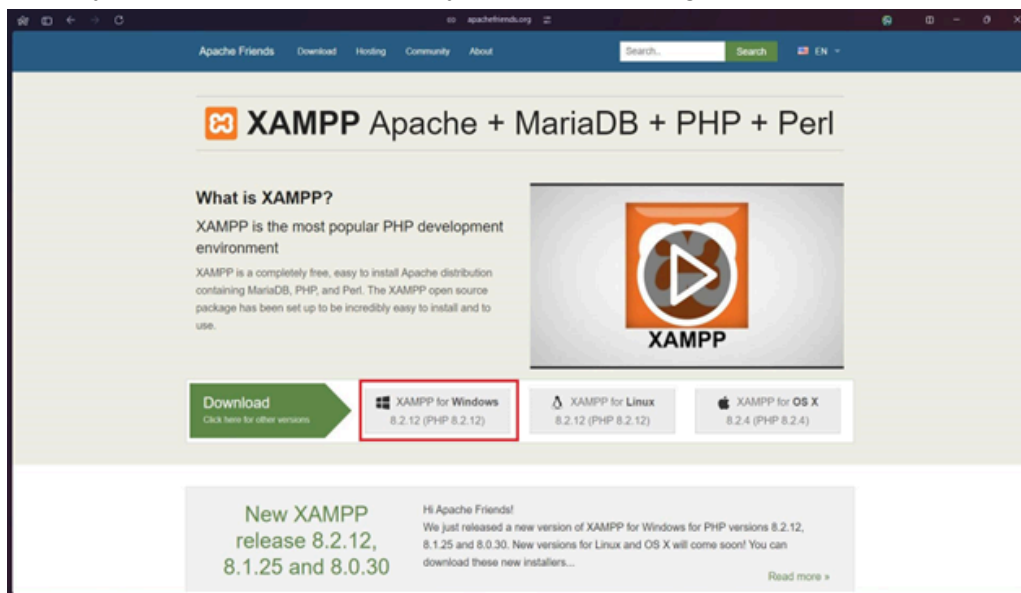 apachefriends.org
Apache Friends Download Hosting Community About Search... Search EN
XAMPP Apache + MariaDB + PHP + Perl
What is XAMPP?
XAMPP is the most popular PHP development
environment
XAMPP is a completely free, easy to install Apache distribution
containing MariaDB, PHP, and Perl. The XAMPP open source
package has been set up to be incredibly easy to install and to
use.
XAMPP
Download
Click here for other versions
XAMPP for Windows
8.2.12 (PHP 8.2.12)
XAMPP for Linux
8.2.12 (PHP 8.2.12)
XAMPP for OS X
8.2.4 (PHP 8.2.4)
New XAMPP
release 8.2.12,
8.1.25 and 8.0.30
Hi Apache Friends!
We just released a new version of XAMPP for Windows for PHP versions 8.2.12,
8.1.25 and 8.0.30. New versions for Linux and OS X will come soon! You can
download these new installers...
Read more »